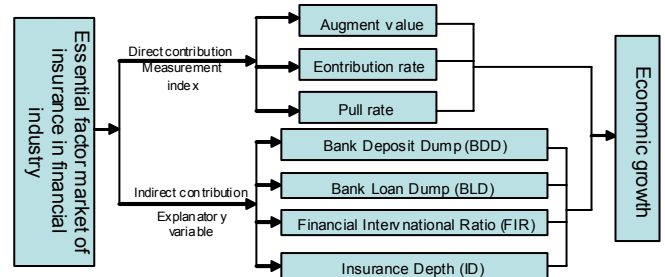 Essential factor market of
insurance in financial
industry
Direct contribution
Measurement
index
Indirect contribution
Explanatory
variable
Augment value
Eontribution rate
Pull rate
Bank Deposit Dump (BDD)
Bank Loan Dump (BLD)
Financial Intervnational Ratio (FIR)
Insurance Depth (ID)
Economic growth